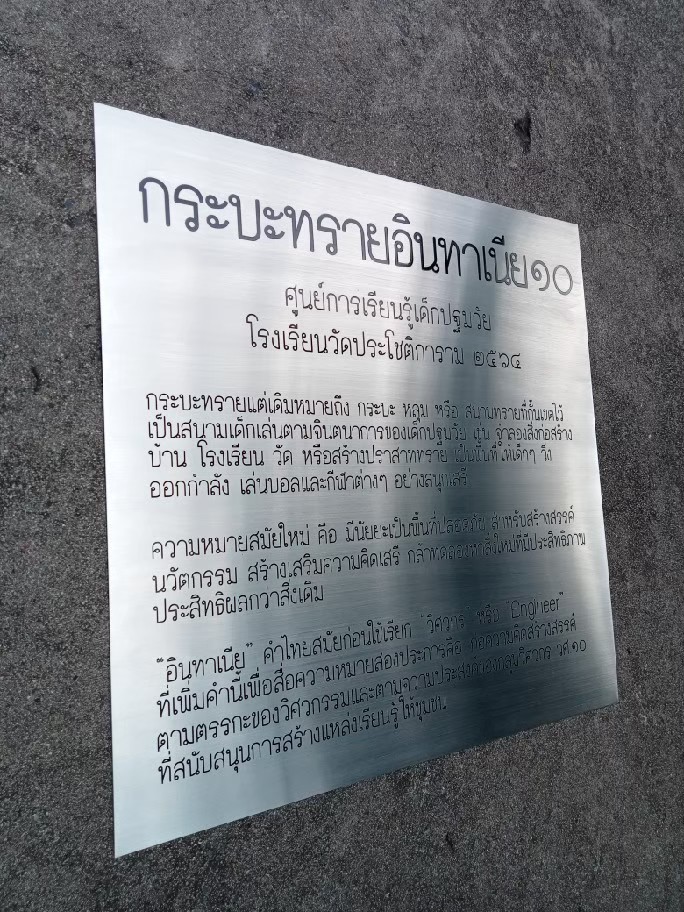 กระบะทรายอินทาเนีย๑๐
ศูนย์การเรียนรู้เด็กปฐมวัย
โรงเรียนวัดประโชติการาม ๒๕๖๔
กระบะทรายแต่เดิมหมายถึง กระบะ หลุม หรือ สนามทรายที่กั้นเขตไว้
เป็นสนามเด็กเล่นตามจินตนาการของเด็กปฐมวัย เช่น จำลองสิ่งก่อสร้าง
บ้าน โรงเรียน วัด หรือสร้างปราสาททราย เป็นพื้นที่ให้เด็กๆ วิ่ง
ออกกำลัง เล่นบอลและกีฬาต่างๆ อย่างสนุกเสรี
ความหมายสมัยใหม่ คือ มีนัยยะเป็นพื้นที่ปลอดภัย สำหรับสร้างสรรค์
นวัตกรรม สร้างเสริมความคิดเสรี กล้าทดลองหาสิ่งใหม่ที่มีประสิทธิภาพ
ประสิทธิผลกว่าสิ่งเดิม
"อินทาเนีย" คำไทยสมัยก่อนใช้เรียก "วิศวกร" หรือ "Engineer"
ที่เพิ่มคำนี้เพื่อสื่อความหมายสองประการคือ ก่อความคิดสร้างสรรค์
ตามตรรกะของวิศวกรรมและตามความประสงค์ของกลุ่มวิศวกร วศ.๑๐
ที่สนับสนุนการสร้างแหล่งเรียนรู้ให้ชุมชน